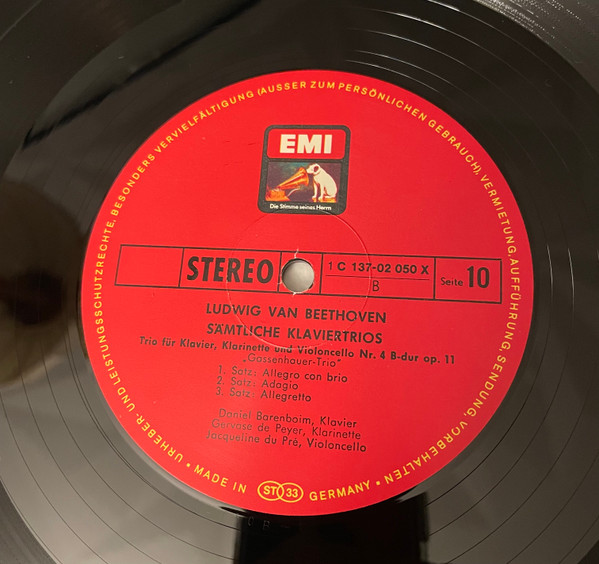 URHEBER- UND LEISTUNGSSCHUTZRECHTE, BESONDERS VERVIELFÄLTIGUNG (AUSSER ZUM PERSÖNLICHEN GEBRAUCH), VERMIETUNG, AUFFÜHRUNG, SENDUNG, VORBEHALTEN
EMI
Die Stimme seines Herrn
STEREO
1 C 137-02 050 X
B
Seite 10
LUDWIG VAN BEETHOVEN
SÄMTLICHE KLAVIERTRIOS
Trio für Klavier, Klarinette und Violoncello Nr. 4 B-dur op. 11
„Gassenhauer-Trio"
1. Satz: Allegro con brio
2. Satz: Adagio
3. Satz: Allegretto
Daniel Barenboim, Klavier
Gervase de Peyer, Klarinette
Jacqueline du Prè, Violoncello
• MADE IN ST 33 GERMANY •